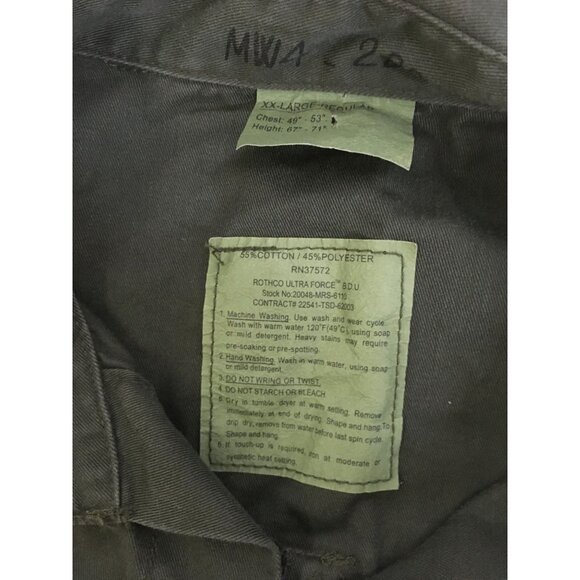 MWA. 20
XX-LARGE-REGULAR
Chest: 49" - 53"
Height: 67" - 71"
55%COTTON / 45%POLYESTER
RN37572
ROTHCO ULTRA FORCE™ B.D.U.
Stock No:20048-MRS-6110
CONTRACT# 22541-TSD-62003
1. Machine Washing. Use wash and wear cycle.
Wash with warm water 120°F(49°C), using soap
or mild detergent. Heavy stains may require
pre-soaking or pre-spotting.
2. Hand Washing. Wash in warm water, using soap
or mild detergent.
3. DO NOT WRING OR TWIST.
4. DO NOT STARCH OR BLEACH
5. Dry in tumble dryer at warm setting. Remove
immediately at end of drying. Shape and hang. To
drip dry, remove from water before last spin cycle.
Shape and hang.
6. If touch-up is required, iron at moderate or
synthetic heat setting.